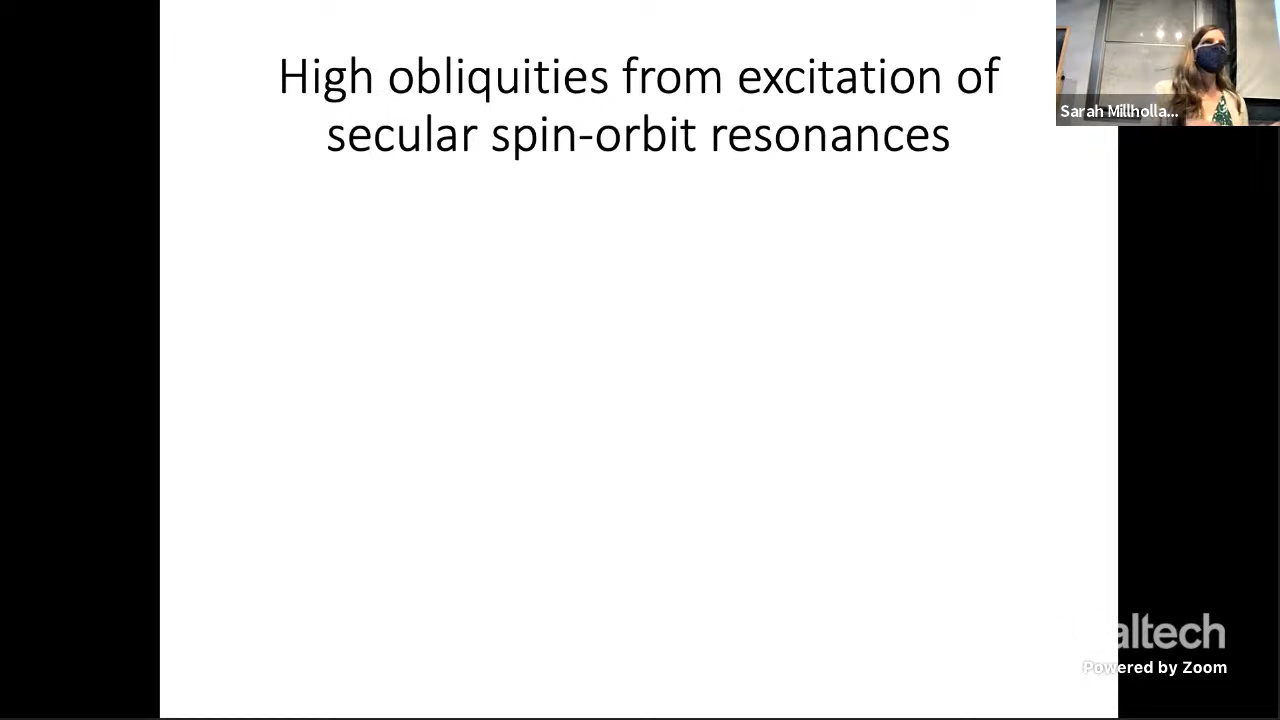 High obliquities from excitation of
secular spin-orbit resonances
Sarah Millholla...
altech
Powered by Zoom